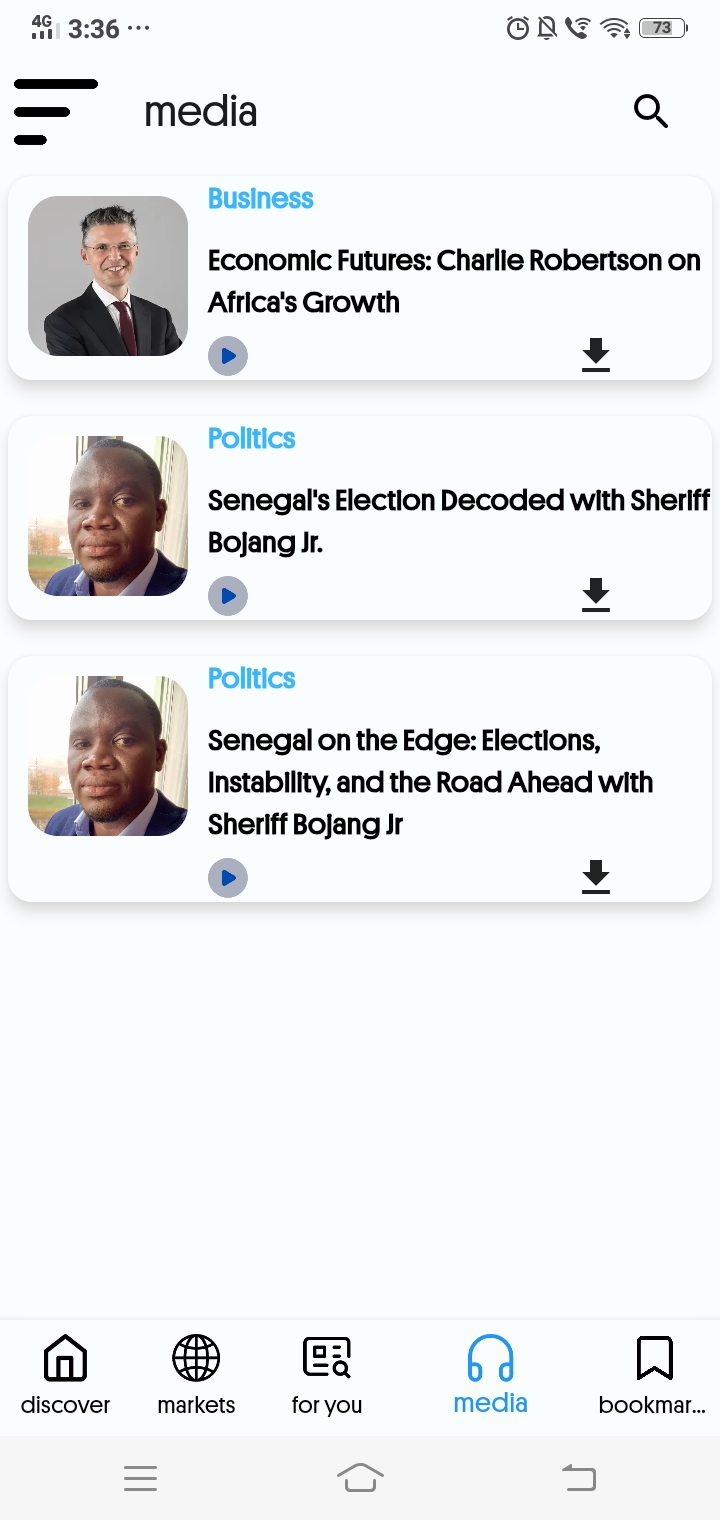 4G 3:36 ... 73
media
Business
Economic Futures: Charlie Robertson on
Africa's Growth
Politics
Senegal's Election Decoded with Sheriff
Bojang Jr.
Politics
Senegal on the Edge: Elections,
Instability, and the Road Ahead with
Sheriff Bojang Jr
discover markets for you media bookmar...